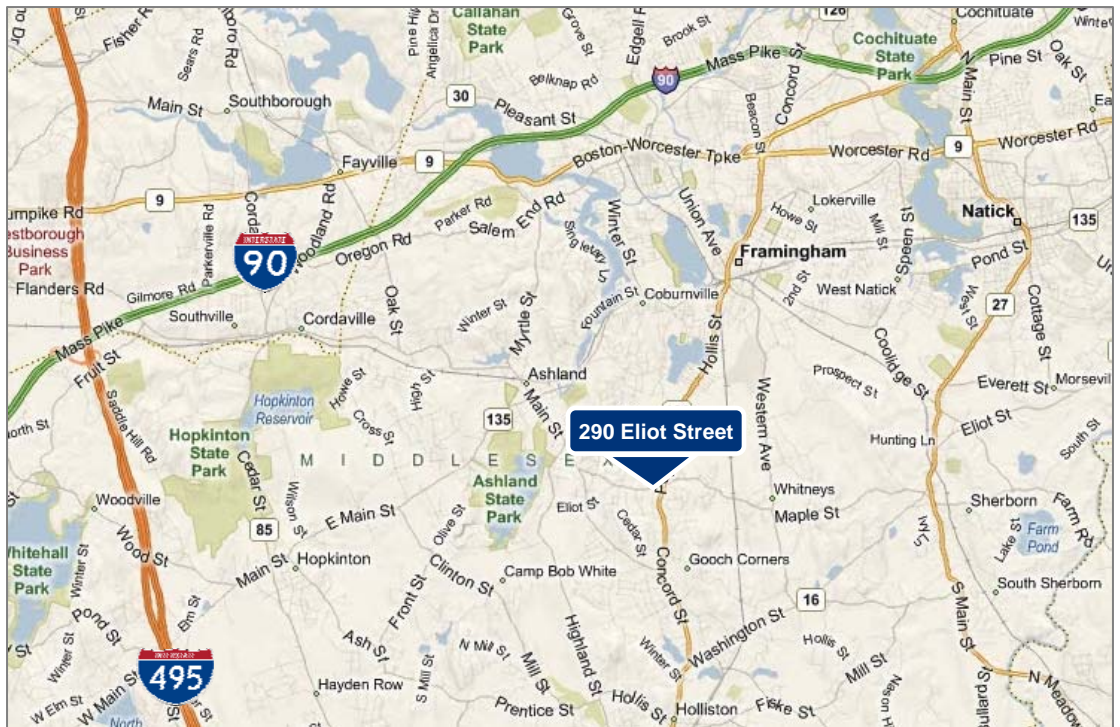 Callahan
State
Park
126
Cochituate
Fisher Rd
Sears Rd
Pine Hill
Angelica Dr
Grove St
Edgell R
Brook St
Mass Pike
Concord St
Cochituate
State
Park
N Main St
Pine St
Oak St
Belknap Rd
90
Main St
Southborough
30
Pleasant St
Beacon St
Fayville
9
Boston-Worcester Tpke
Worcester Rd
9
Worcester Rd
9
Parker Rd
Salem End Rd
Winter St
Union Ave
Howe St
Lokerville
Mill St
Speen St
Natick
135
Business
Park
Flanders Rd
Parkerville Rd
INTERSTATE
90
Woodland Rd
Oregon Rd
Singletary Ln
Framingham
Pond St
Gilmore Rd
Oak St
Winter St
Myrtle St
Fountain St
Coburnville
2nd St
West Natick
West St
27
Cottage St
Mass Pike
Southville
Cordaville
Hollis St
Coolidge St
Fruit St
Ashland
Prospect St
Everett St
Saddle Hill Rd
Hopkinton
Reservoir
Howe St
High St
Cross St
135
Main St
290 Eliot Street
Western Ave
Hunting Ln
Eliot St
South St
Hopkinton
State
Park
Cedar St
MIDDLESEX
Ashland
State
Park
Woodville
Wilson St
Eliot St
Cedar St
Whitneys
Maple St
Sherborn
Farm Rd
85
E Main St
Olive St
Lake St
Farm
Pond
Whitehall
State
Park
Winter St
Wood St
Main St
Hopkinton
Clinton St
Camp Bob White
Concord St
Gooch Corners
South Sherborn
Pond St
Elm St
Front St
16
S Main St
Winter St
Ash St
N Mill St
Highland St
Winter St
Washington St
Hollis St
Mill St
INTERSTATE
495
S Mill St
Mill St
W Elm St
W Main St
Hayden Row
Prentice St
Hollis St
Holliston
Fiske St
N Meadow
North